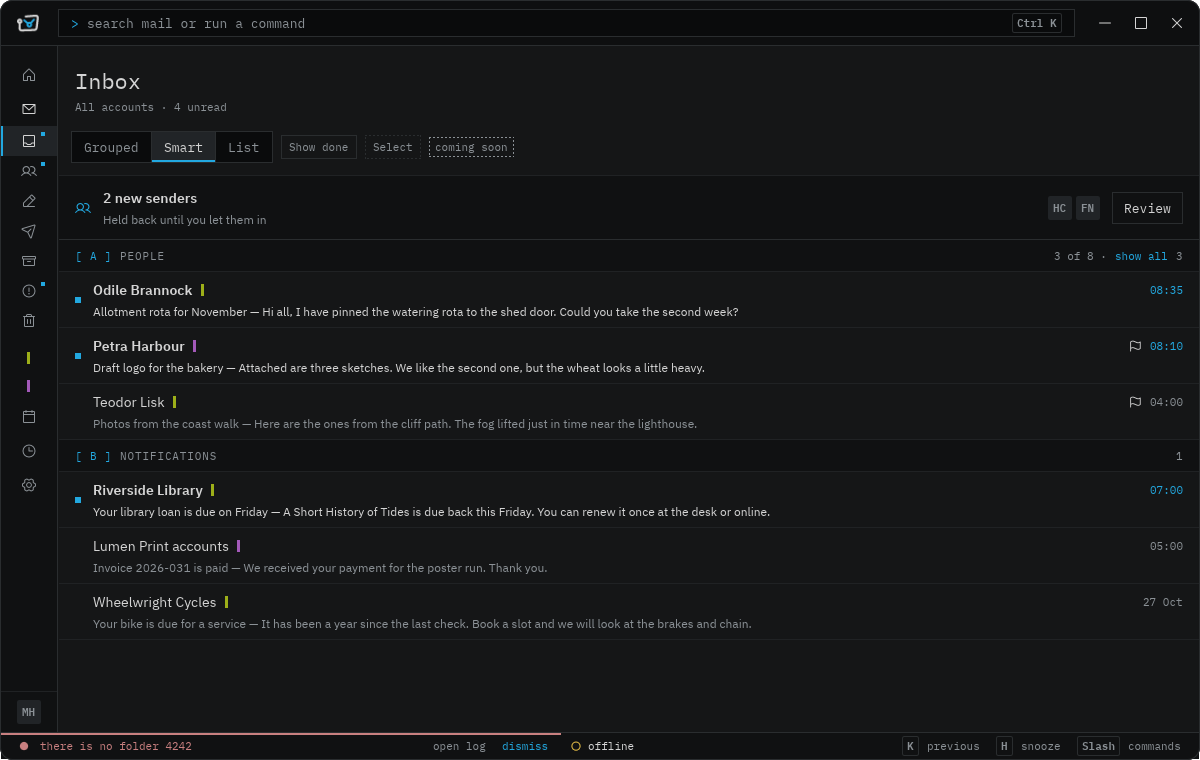 > search mail or run a command Ctrl K
Inbox
All accounts · 4 unread
Grouped Smart List Show done Select coming soon
2 new senders
Held back until you let them in
HC FN Review
[ A ] PEOPLE 3 of 8 · show all 3
Odile Brannock 08:35
Allotment rota for November — Hi all, I have pinned the watering rota to the shed door. Could you take the second week?
Petra Harbour 08:10
Draft logo for the bakery — Attached are three sketches. We like the second one, but the wheat looks a little heavy.
Teodor Lisk 04:00
Photos from the coast walk — Here are the ones from the cliff path. The fog lifted just in time near the lighthouse.
[ B ] NOTIFICATIONS 1
Riverside Library 07:00
Your library loan is due on Friday — A Short History of Tides is due back this Friday. You can renew it once at the desk or online.
Lumen Print accounts 05:00
Invoice 2026-031 is paid — We received your payment for the poster run. Thank you.
Wheelwright Cycles 27 Oct
Your bike is due for a service — It has been a year since the last check. Book a slot and we will look at the brakes and chain.
MH
there is no folder 4242 open log dismiss offline K previous H snooze Slash commands